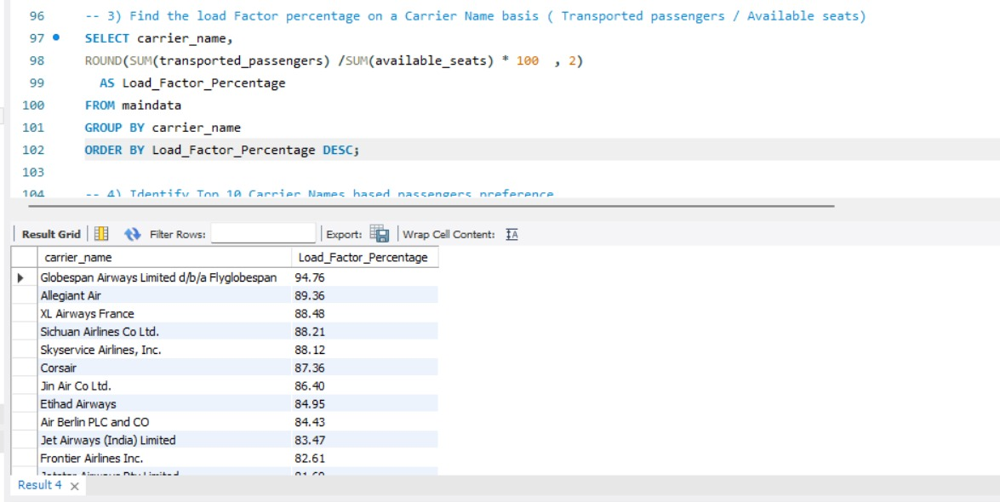 96 -- 3) Find the load Factor percentage on a Carrier Name basis ( Transported passengers / Available seats)
97 SELECT carrier_name,
98 ROUND(SUM(transported_passengers) /SUM(available_seats) * 100 , 2)
99 AS Load_Factor_Percentage
100 FROM maindata
101 GROUP BY carrier_name
102 ORDER BY Load_Factor_Percentage DESC;
103
104 -- 4) Identify Top 10 Carrier Names based passengers preference
Result Grid Filter Rows: Export: Wrap Cell Content: IA
carrier_name Load_Factor_Percentage
Globespan Airways Limited d/b/a Flyglobespan 94.76
Allegiant Air 89.36
XL Airways France 88.48
Sichuan Airlines Co Ltd. 88.21
Skyservice Airlines, Inc. 88.12
Corsair 87.36
Jin Air Co Ltd. 86.40
Etihad Airways 84.95
Air Berlin PLC and CO 84.43
Jet Airways (India) Limited 83.47
Frontier Airlines Inc. 82.61
Jetstar Airways Pty Limited
Result 4